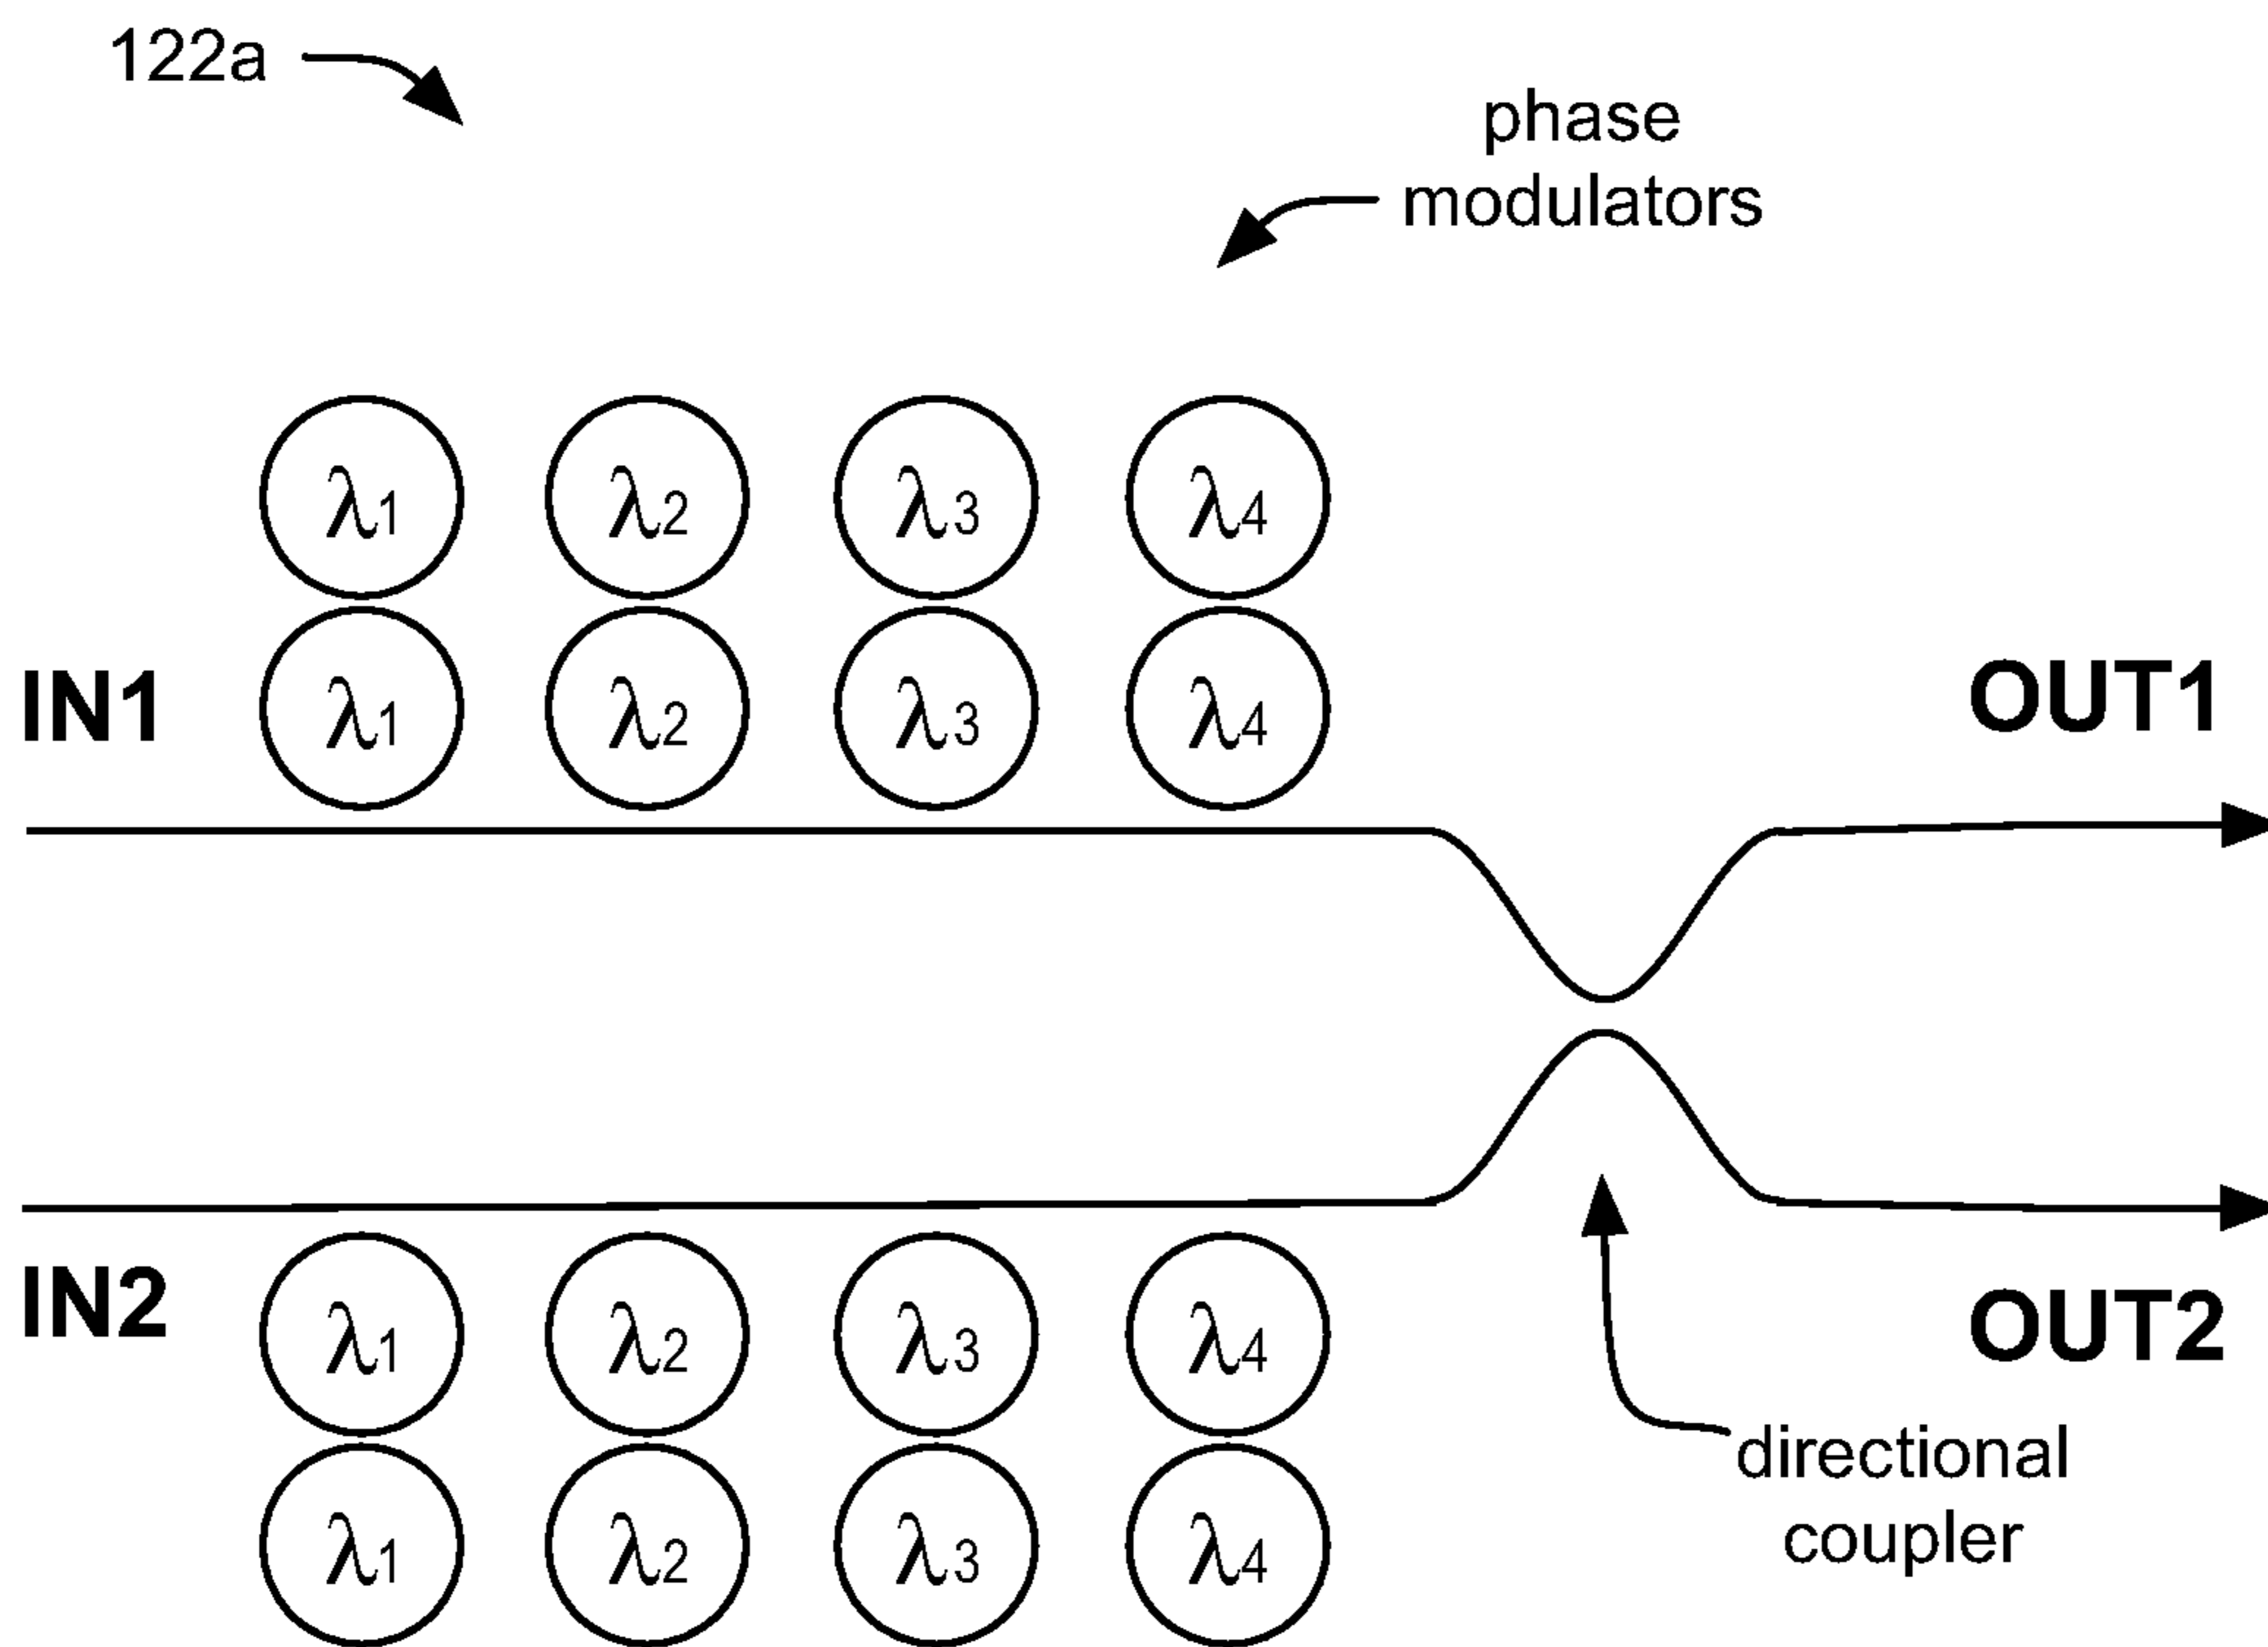 122a
phase
modulators
λ1 λ2 λ3 λ4
λ1 λ2 λ3 λ4
IN1
OUT1
IN2
λ1 λ2 λ3 λ4
OUT2
λ1 λ2 λ3 λ4
directional
coupler